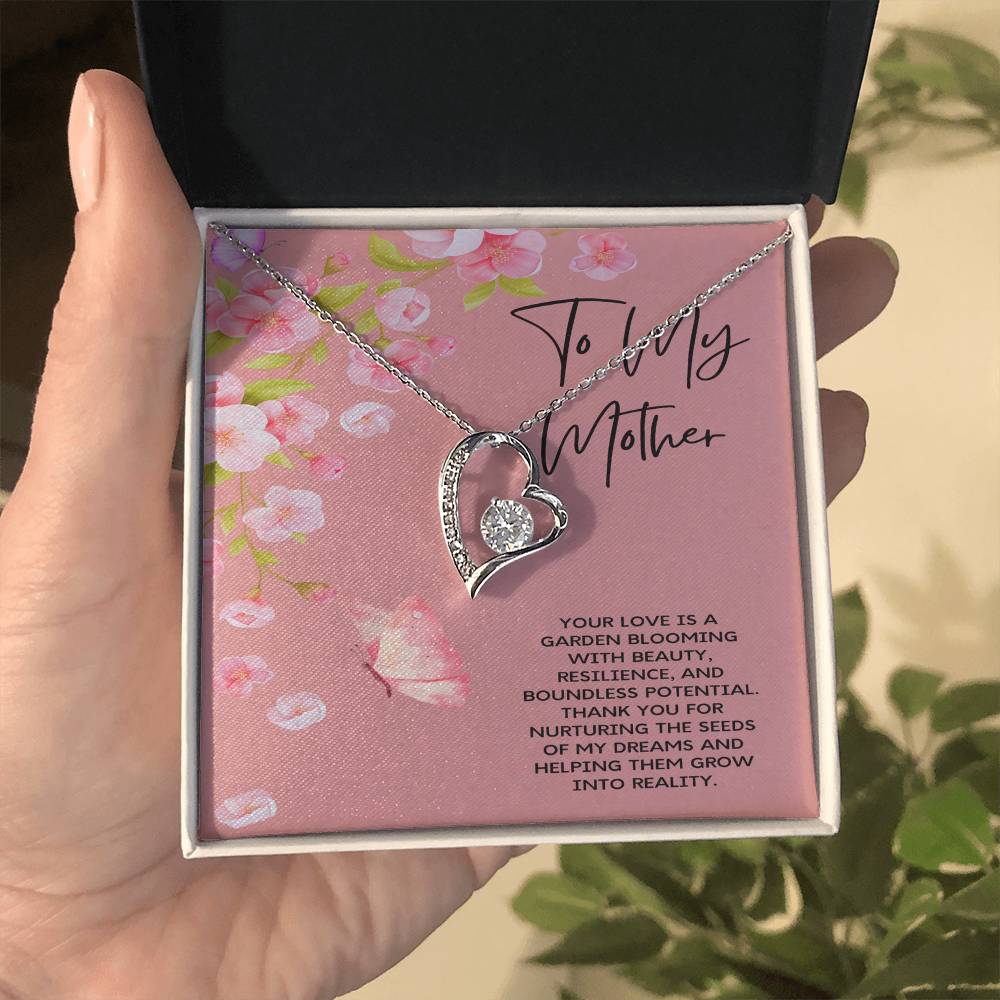 To My
Mother
YOUR LOVE IS A
GARDEN BLOOMING
WITH BEAUTY,
RESILIENCE, AND
BOUNDLESS POTENTIAL.
THANK YOU FOR
NURTURING THE SEEDS
OF MY DREAMS AND
HELPING THEM GROW
INTO REALITY.